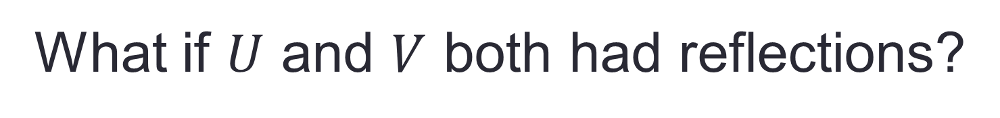 What if U and V both had reflections?